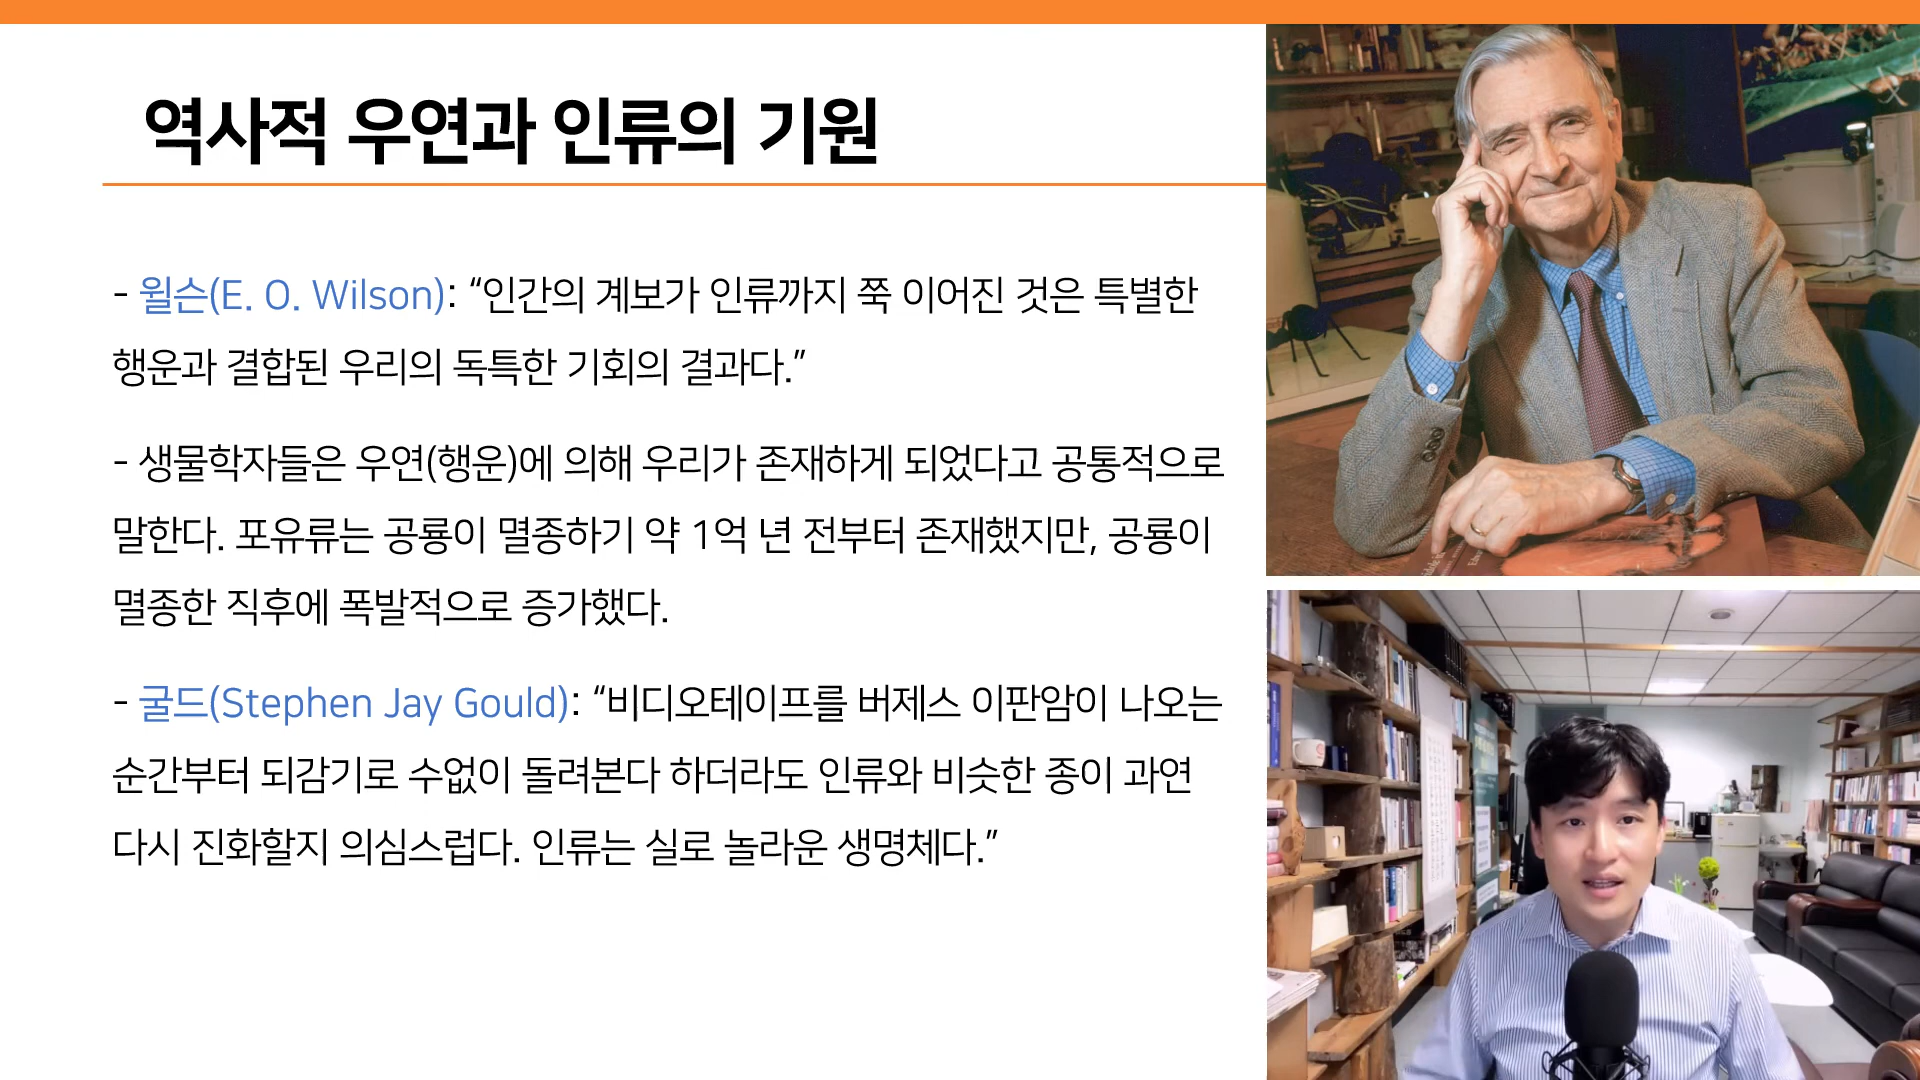 역사적 우연과 인류의 기원
- 윌슨(E. O. Wilson): “인간의 계보가 인류까지 쭉 이어진 것은 특별한
행운과 결합된 우리의 독특한 기회의 결과다.”
- 생물학자들은 우연(행운)에 의해 우리가 존재하게 되었다고 공통적으로
말한다. 포유류는 공룡이 멸종하기 약 1억 년 전부터 존재했지만, 공룡이
멸종한 직후에 폭발적으로 증가했다.
- 굴드(Stephen Jay Gould): “비디오테이프를 버제스 이판암이 나오는
순간부터 되감기로 수없이 돌려본다 하더라도 인류와 비슷한 종이 과연
다시 진화할지 의심스럽다. 인류는 실로 놀라운 생명체다.”